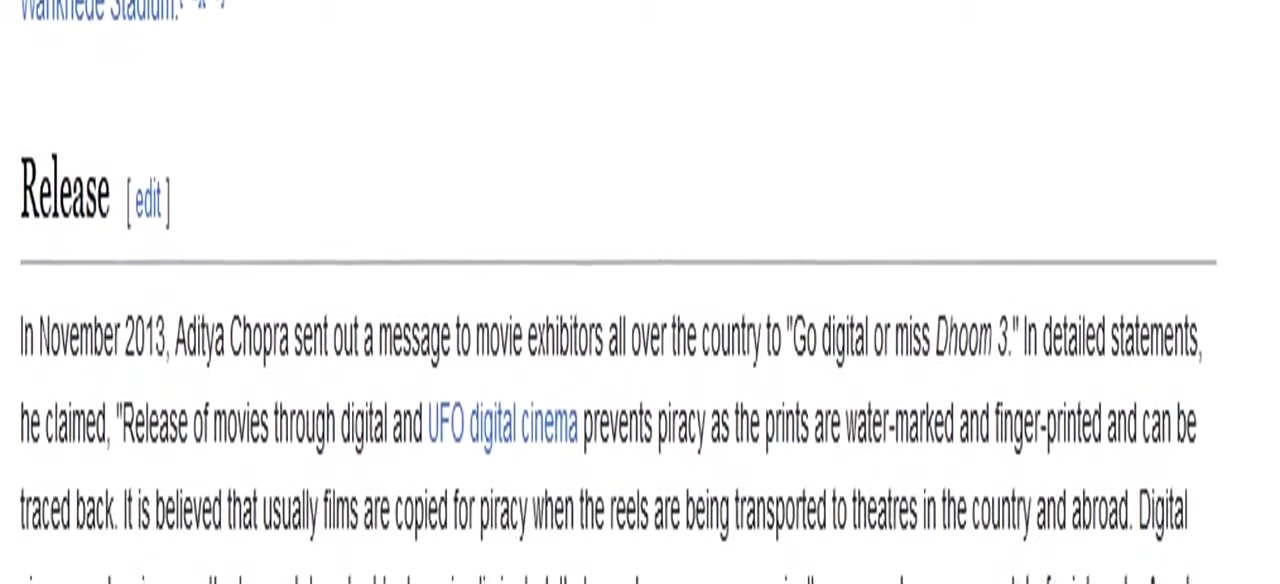 Wankhede Stadium.
Release [ edit ]
In November 2013, Aditya Chopra sent out a message to movie exhibitors all over the country to "Go digital or miss Dhoom 3." In detailed statements,
he claimed, "Release of movies through digital and UFO digital cinema prevents piracy as the prints are water-marked and finger-printed and can be
traced back. It is believed that usually films are copied for piracy when the reels are being transported to theatres in the country and abroad. Digital